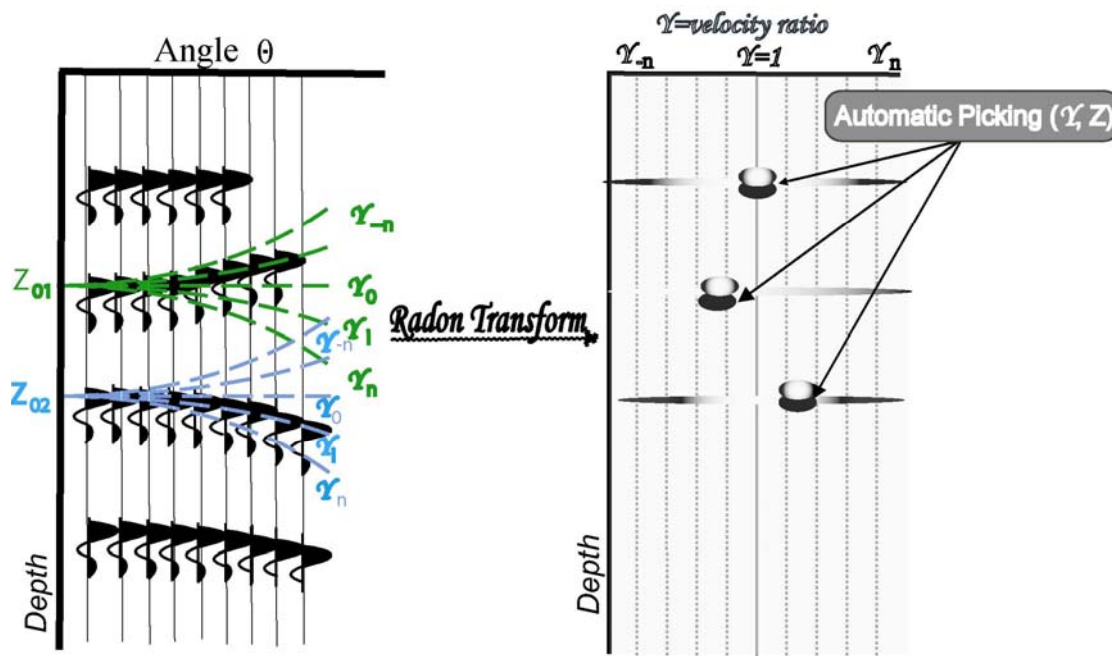 Angle θ
ϒ=velocity ratio
ϒ-n ϒ=1 ϒn
Automatic Picking (ϒ, Z)
ϒ-n
Z01
ϒ0
ϒ1
Radon Transform
ϒ-n
ϒn
Z02
ϒ0
ϒ1
ϒn
Depth
Depth